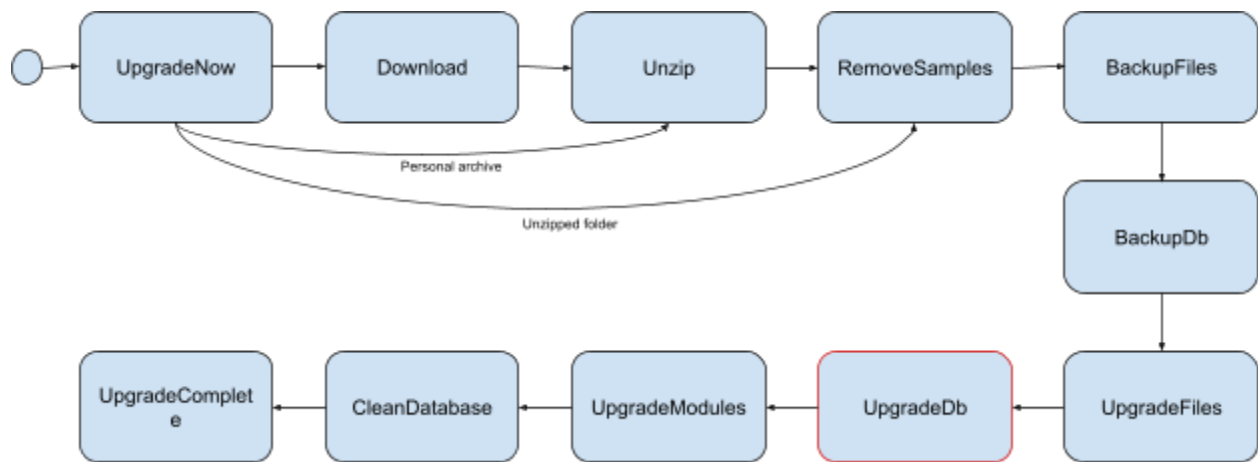 UpgradeNow
Download
Unzip
RemoveSamples
BackupFiles
Personal archive
Unzipped folder
BackupDb
UpgradeComplet
e
CleanDatabase
UpgradeModules
UpgradeDb
UpgradeFiles